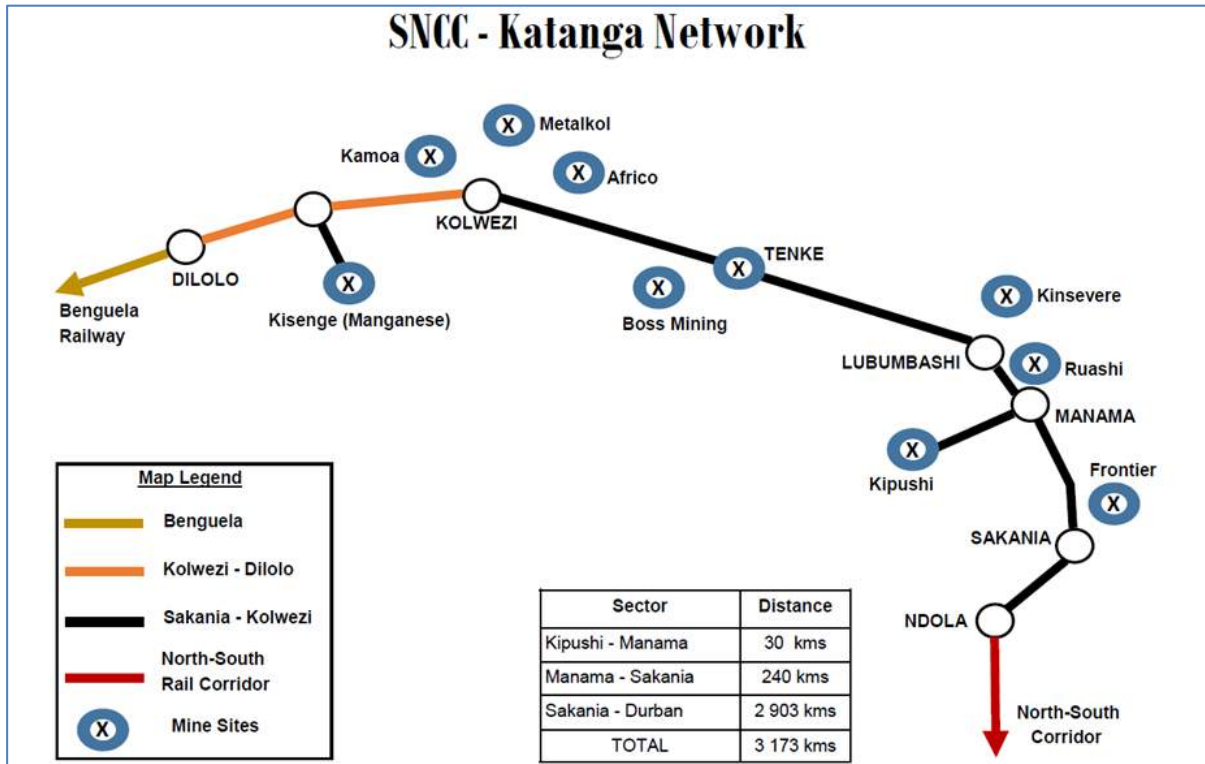 SNCC - Katanga Network
Metalkol
Kamoa
Africo
KOLWEZI
TENKE
DILOLO
Benguela
Railway
Kisenge (Manganese)
Boss Mining
Kinsevere
LUBUMBASHI
Ruashi
MANAMA
Kipushi
Frontier
SAKANIA
NDOLA
North-South
Corridor
Map Legend
Benguela
Kolwezi - Dilolo
Sakania - Kolwezi
North-South
Rail Corridor
X Mine Sites
Sector Distance
Kipushi - Manama 30 kms
Manama - Sakania 240 kms
Sakania - Durban 2 903 kms
TOTAL 3 173 kms
X
X
X
X
X
X
X
X
X
X